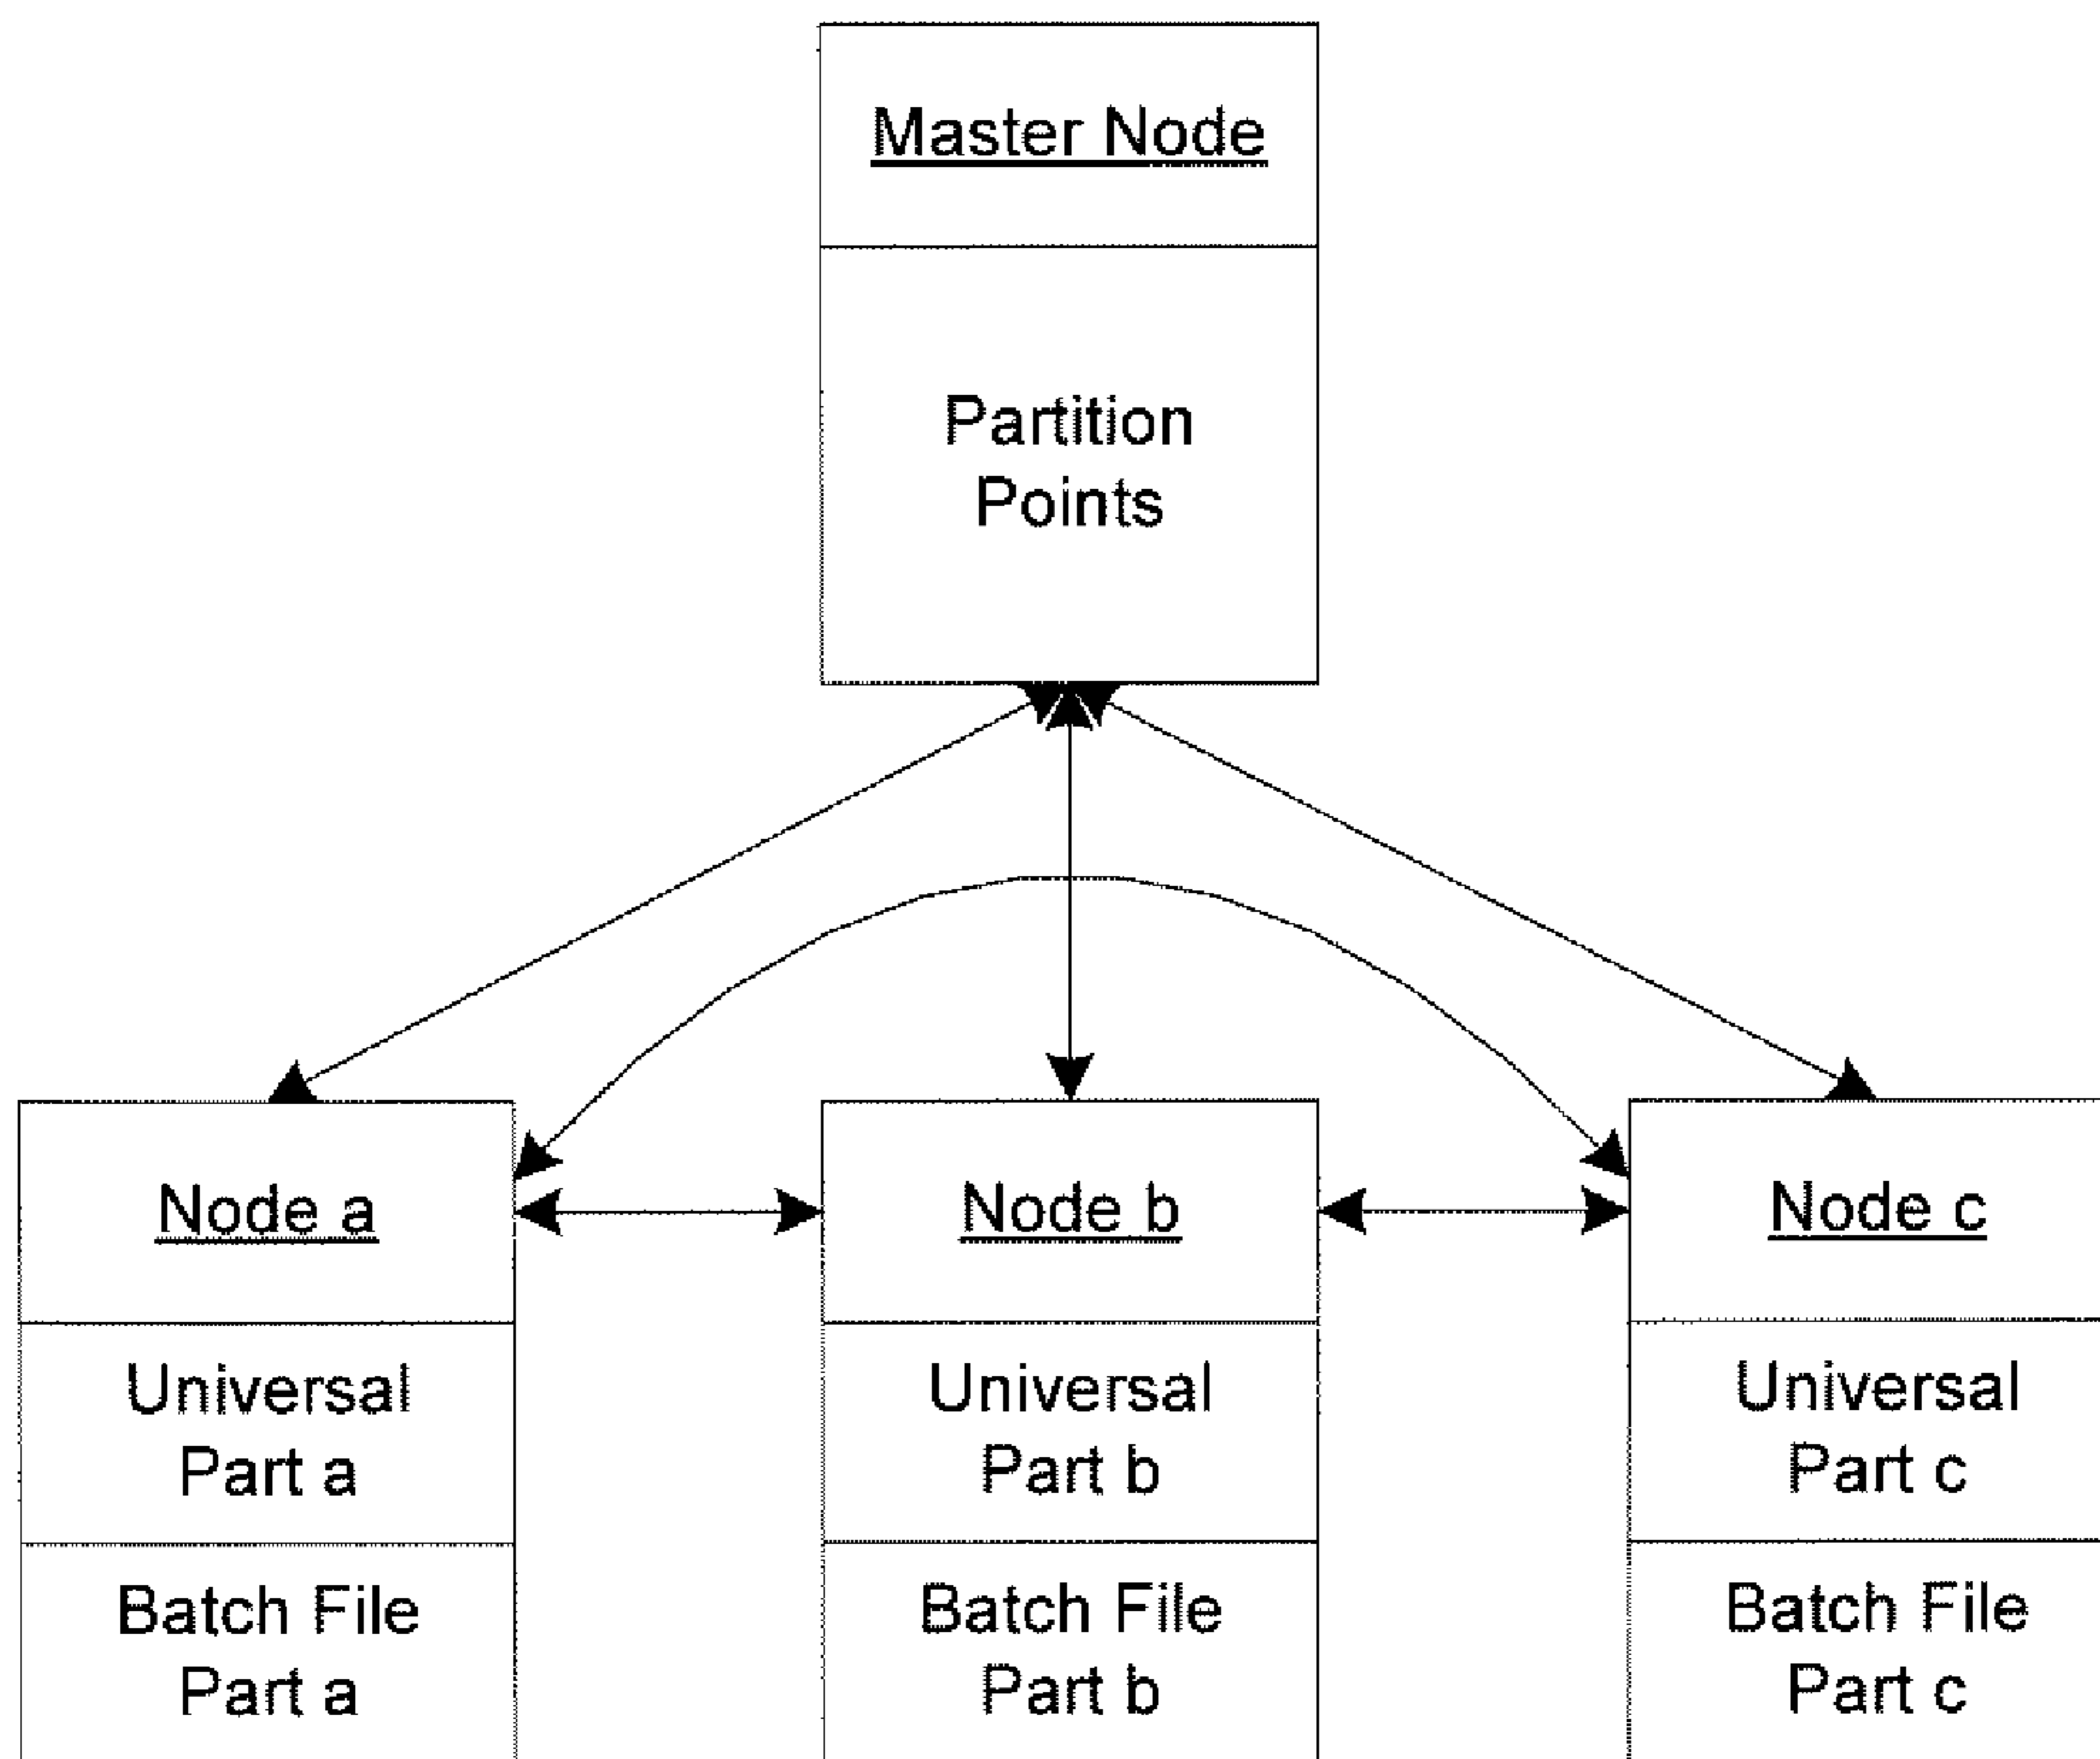 Master Node
Partition
Points
Node a
Universal
Part a
Batch File
Part a
Node b
Universal
Part b
Batch File
Part b
Node c
Universal
Part c
Batch File
Part c